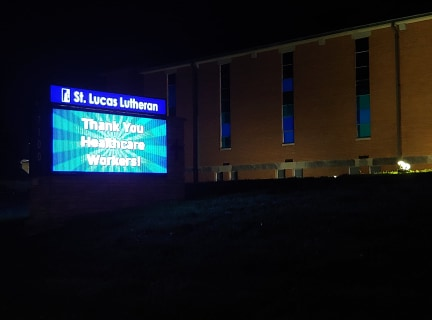 St. Lucas Lutheran
Thank You
Healthcare
Workers!